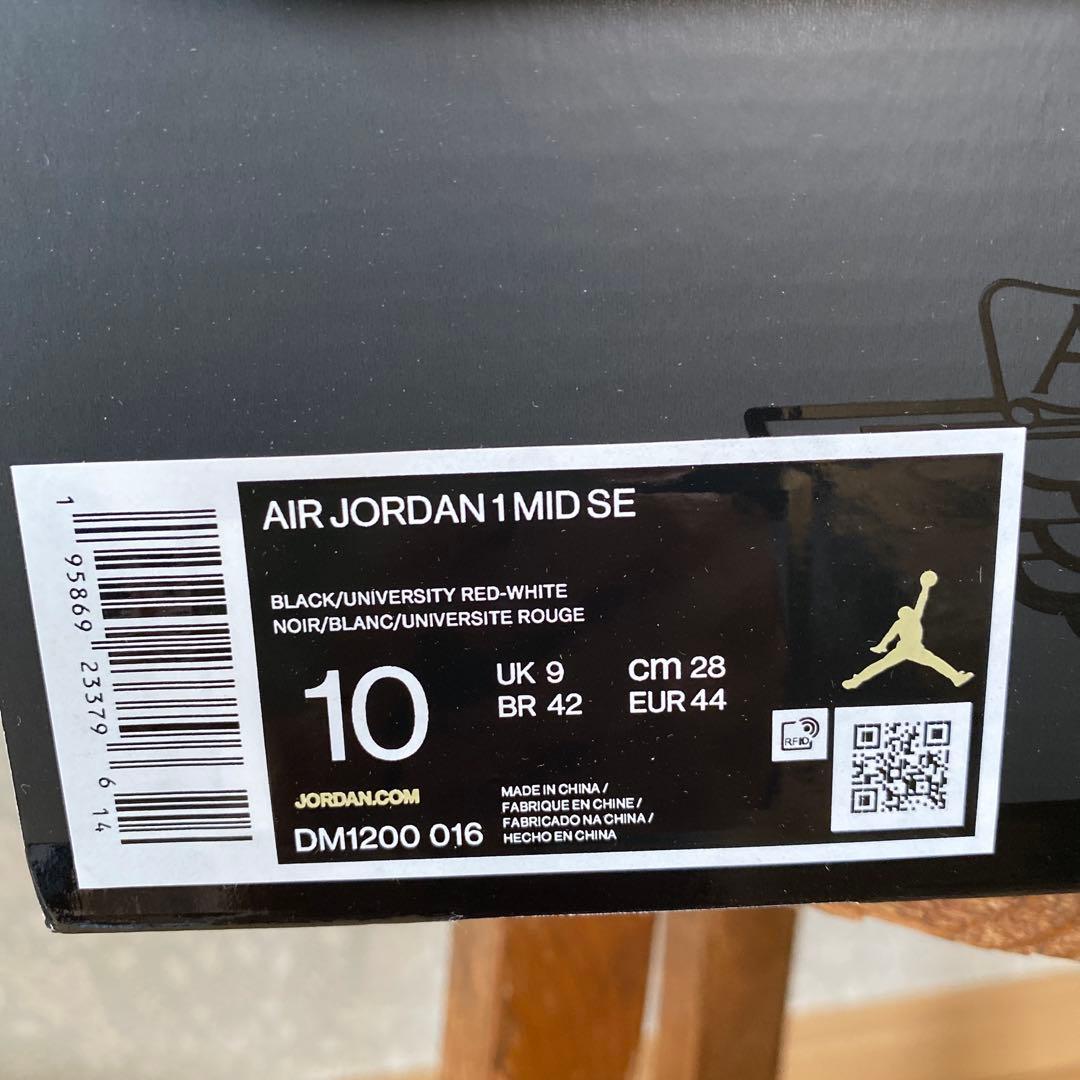 AIR JORDAN 1 MID SE
BLACK/UNIVERSITY RED-WHITE
NOIR/BLANC/UNIVERSITE ROUGE
10
UK 9 cm 28
BR 42 EUR 44
RFID
JORDAN.COM
DM1200 016
MADE IN CHINA /
FABRIQUE EN CHINE /
FABRICADO NA CHINA /
HECHO EN CHINA
1 95869 23379 6 14